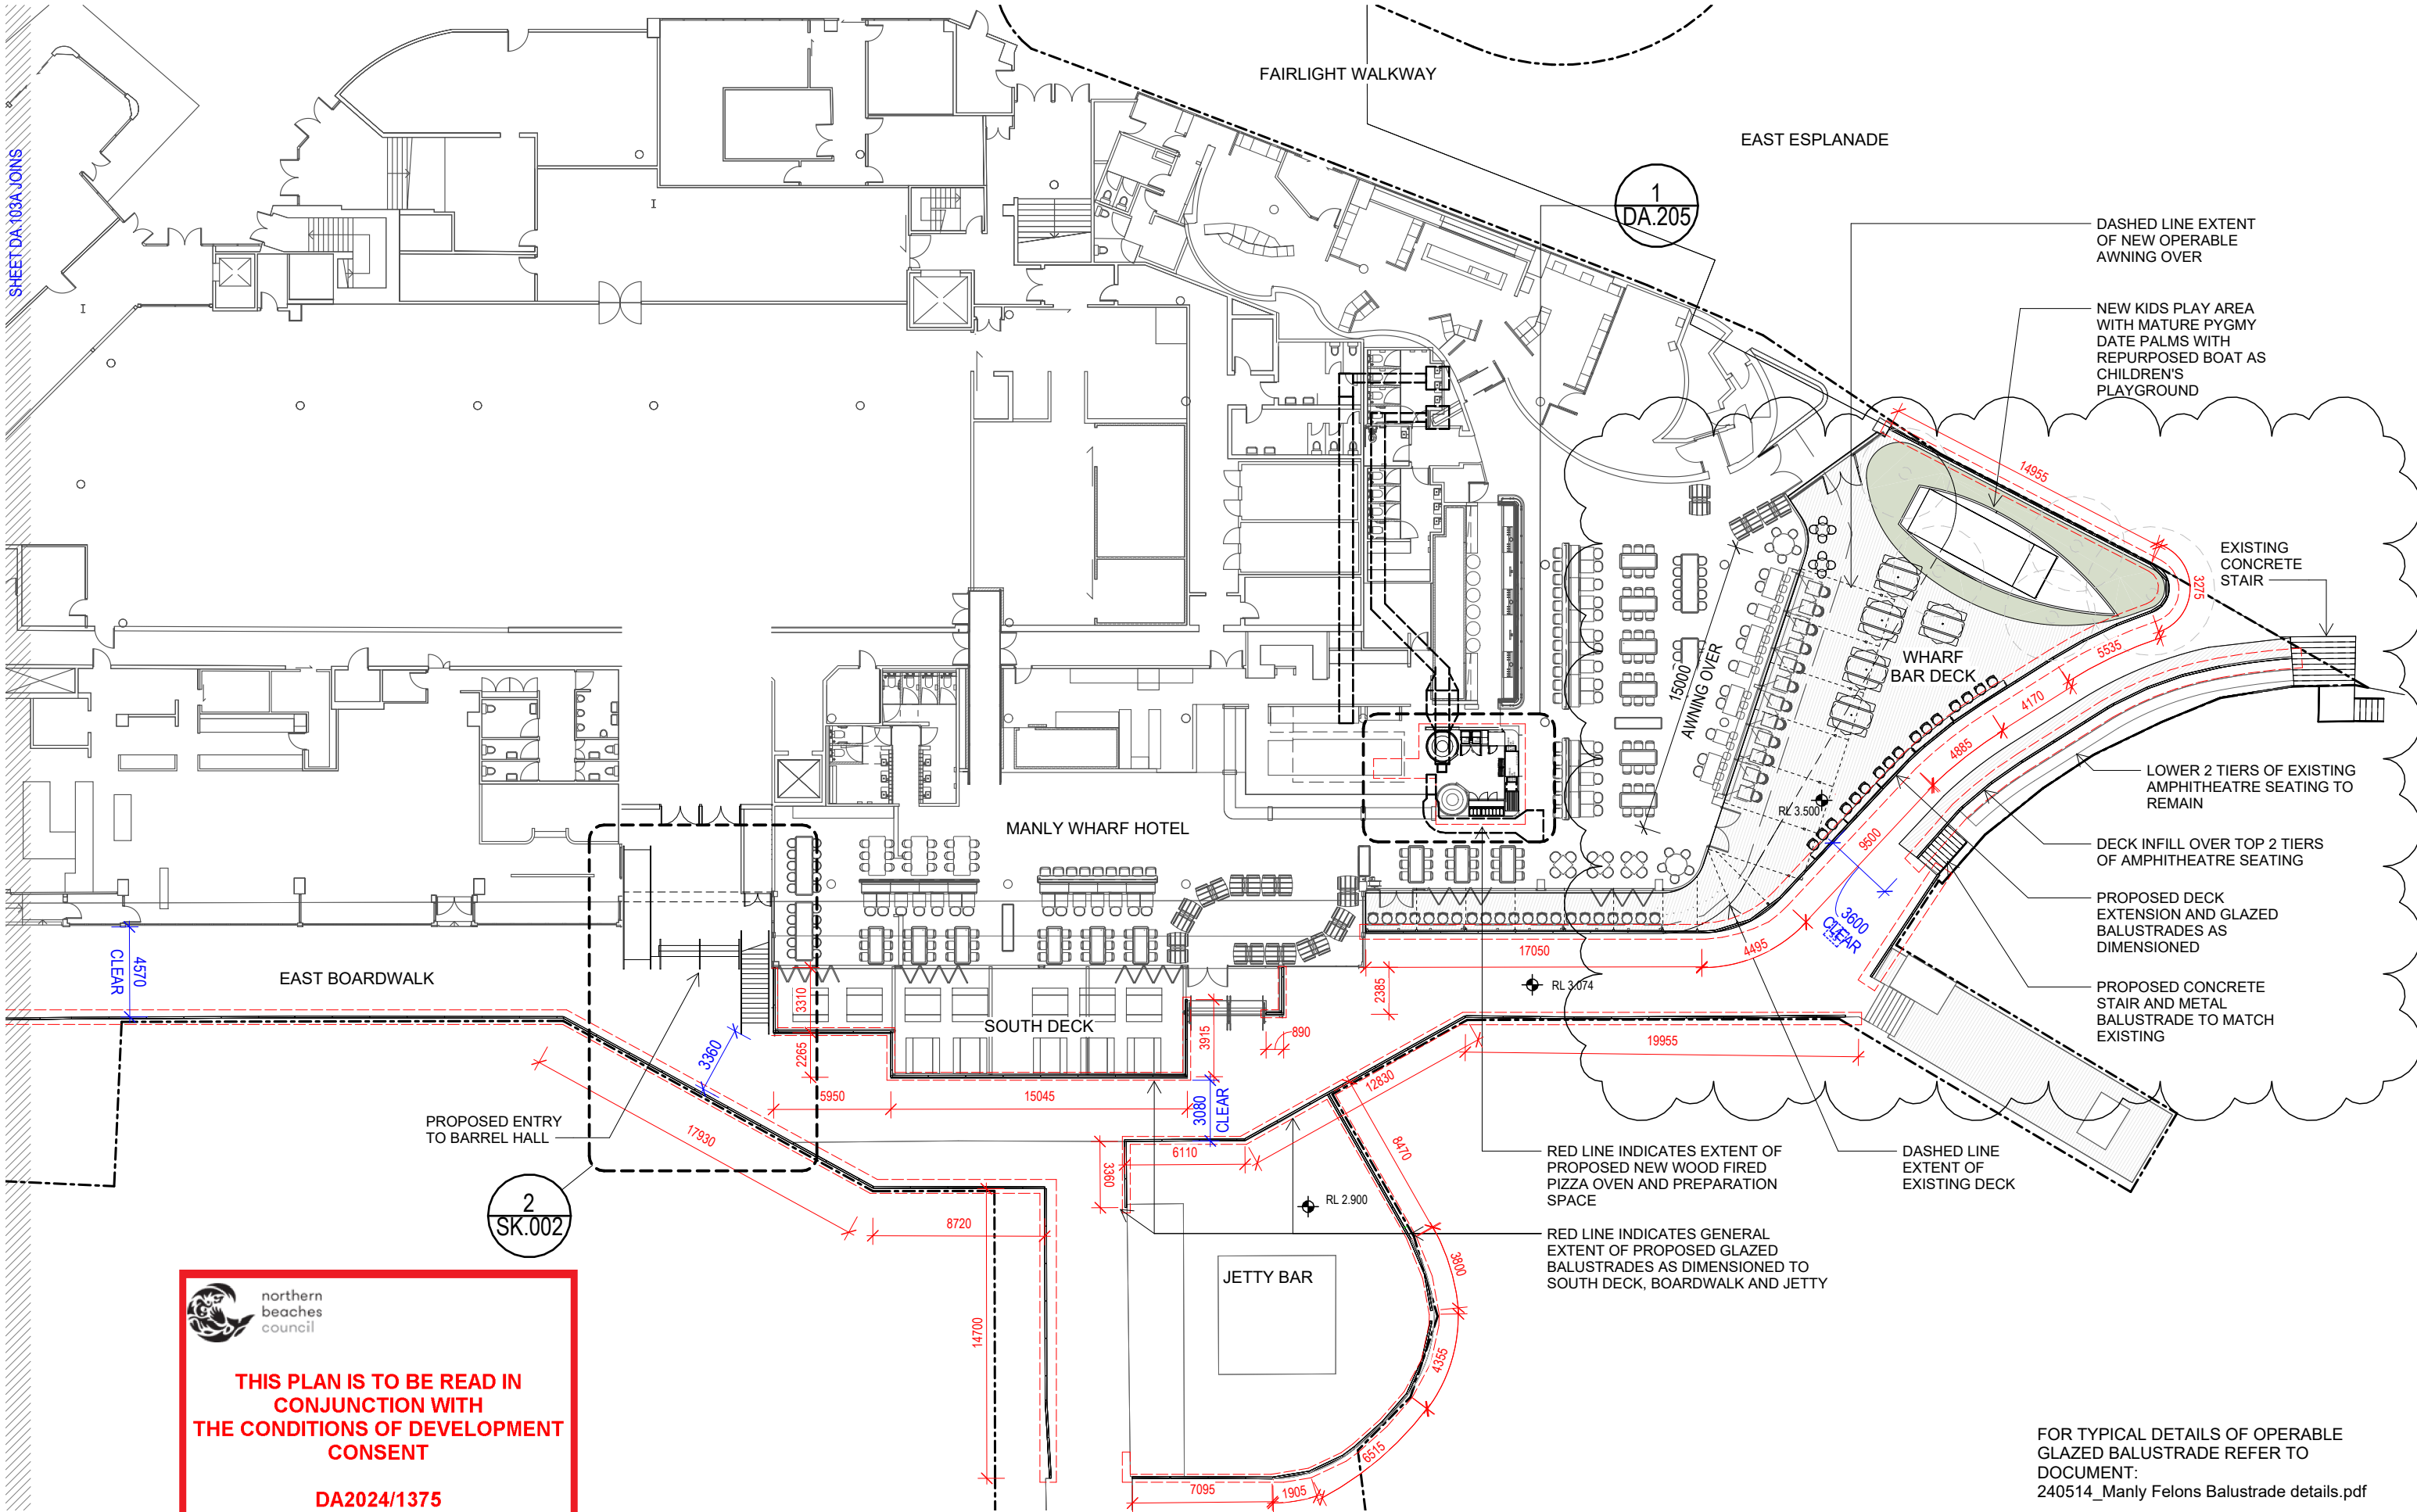 SHEET DA.103A JOINS
FAIRLIGHT WALKWAY
EAST ESPLANADE
1
DA.205
DASHED LINE EXTENT
OF NEW OPERABLE
AWNING OVER
NEW KIDS PLAY AREA
WITH MATURE PYGMY
DATE PALMS WITH
REPURPOSED BOAT AS
CHILDREN'S
PLAYGROUND
14955
EXISTING
CONCRETE
STAIR
3275
5535
WHARF
BAR DECK
4170
15000
AWNING OVER
4885
LOWER 2 TIERS OF EXISTING
AMPHITHEATRE SEATING TO
REMAIN
RL 3.500
9500
MANLY WHARF HOTEL
DECK INFILL OVER TOP 2 TIERS
OF AMPHITHEATRE SEATING
PROPOSED DECK
EXTENSION AND GLAZED
BALUSTRADES AS
DIMENSIONED
3600
CLEAR
4495
17050
4570
CLEAR
EAST BOARDWALK
2385
RL 3.074
PROPOSED CONCRETE
STAIR AND METAL
BALUSTRADE TO MATCH
EXISTING
3310
SOUTH DECK
3915
890
2265
3360
19955
12830
5950
15045
3080
CLEAR
PROPOSED ENTRY
TO BARREL HALL
17930
6110
3360
8470
RED LINE INDICATES EXTENT OF
PROPOSED NEW WOOD FIRED
PIZZA OVEN AND PREPARATION
SPACE
DASHED LINE
EXTENT OF
EXISTING DECK
2
SK.002
8720
RL 2.900
RED LINE INDICATES GENERAL
EXTENT OF PROPOSED GLAZED
BALUSTRADES AS DIMENSIONED TO
SOUTH DECK, BOARDWALK AND JETTY
3800
JETTY BAR
14700
4355
6515
7095
1905
northern
beaches
council
THIS PLAN IS TO BE READ IN
CONJUNCTION WITH
THE CONDITIONS OF DEVELOPMENT
CONSENT
DA2024/1375
FOR TYPICAL DETAILS OF OPERABLE
GLAZED BALUSTRADE REFER TO
DOCUMENT:
240514_Manly Felons Balustrade details.pdf